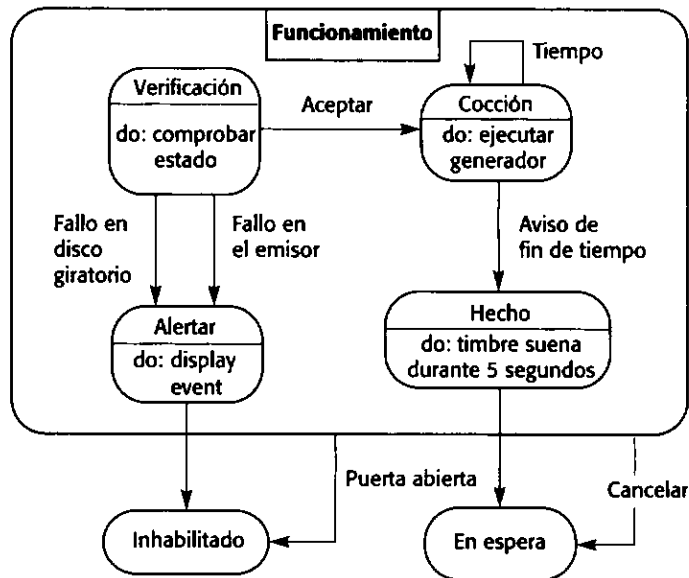 Funcionamiento
Tiempo
Verificación
do: comprobar
estado
Aceptar
Cocción
do: ejecutar
generador
Fallo en
disco
giratorio
Fallo en
el emisor
Aviso de
fin de tiempo
Alertar
do: display
event
Hecho
do: timbre suena
durante 5 segundos
Puerta abierta
Cancelar
Inhabilitado
En espera